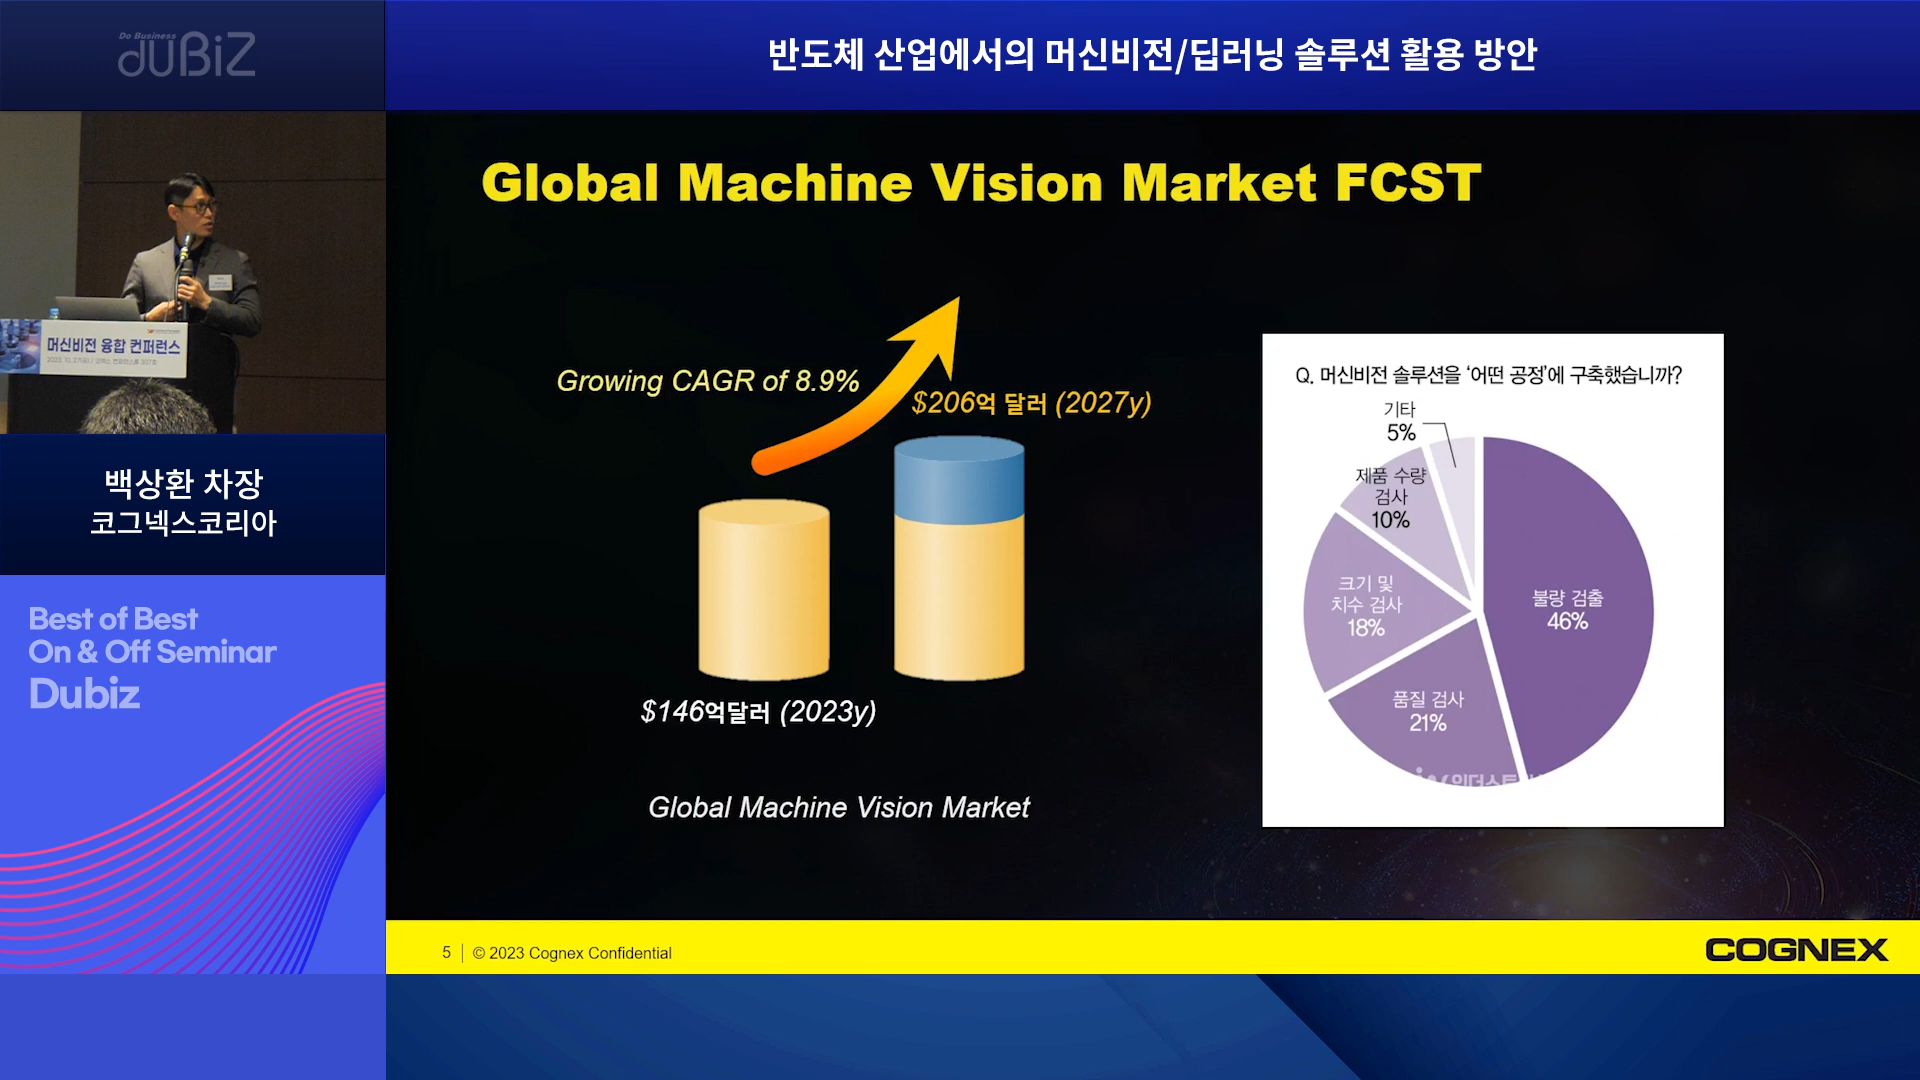 Do Business
duBiZ
반도체 산업에서의 머신비전/딥러닝 솔루션 활용 방안
머신비전 융합 컨퍼런스
백상환 차장
코그넥스코리아
Best of Best
On & Off Seminar
Dubiz
Global Machine Vision Market FCST
Growing CAGR of 8.9%
$206억 달러 (2027y)
$146억달러 (2023y)
Global Machine Vision Market
Q. 머신비전 솔루션을 ‘어떤 공정’에 구축했습니까?
기타
5%
제품 수량
검사
10%
크기 및
치수 검사
18%
품질 검사
21%
불량 검출
46%
5 | © 2023 Cognex Confidential
COGNEX